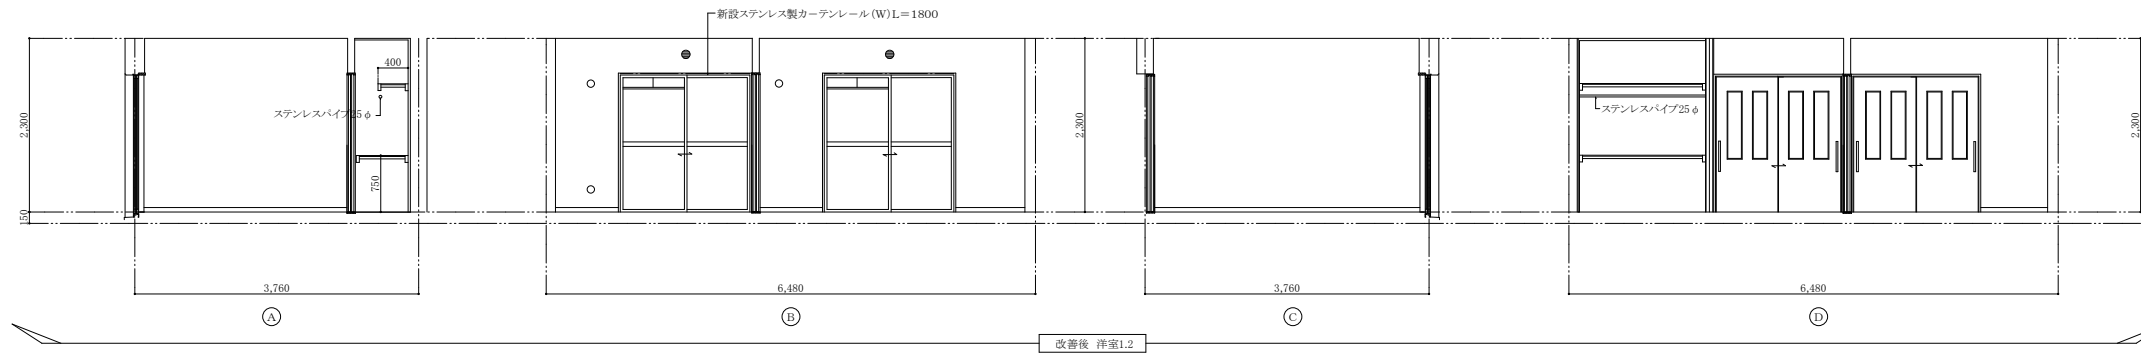 新設ステンレス製カーテンレール(W)L=1800
400
ステンレスパイプ25φ
2,300
750
150
2,300
ステンレスパイプ25φ
2,300
3,760
6,480
3,760
6,480
A
B
C
D
改善後 洋室1.2